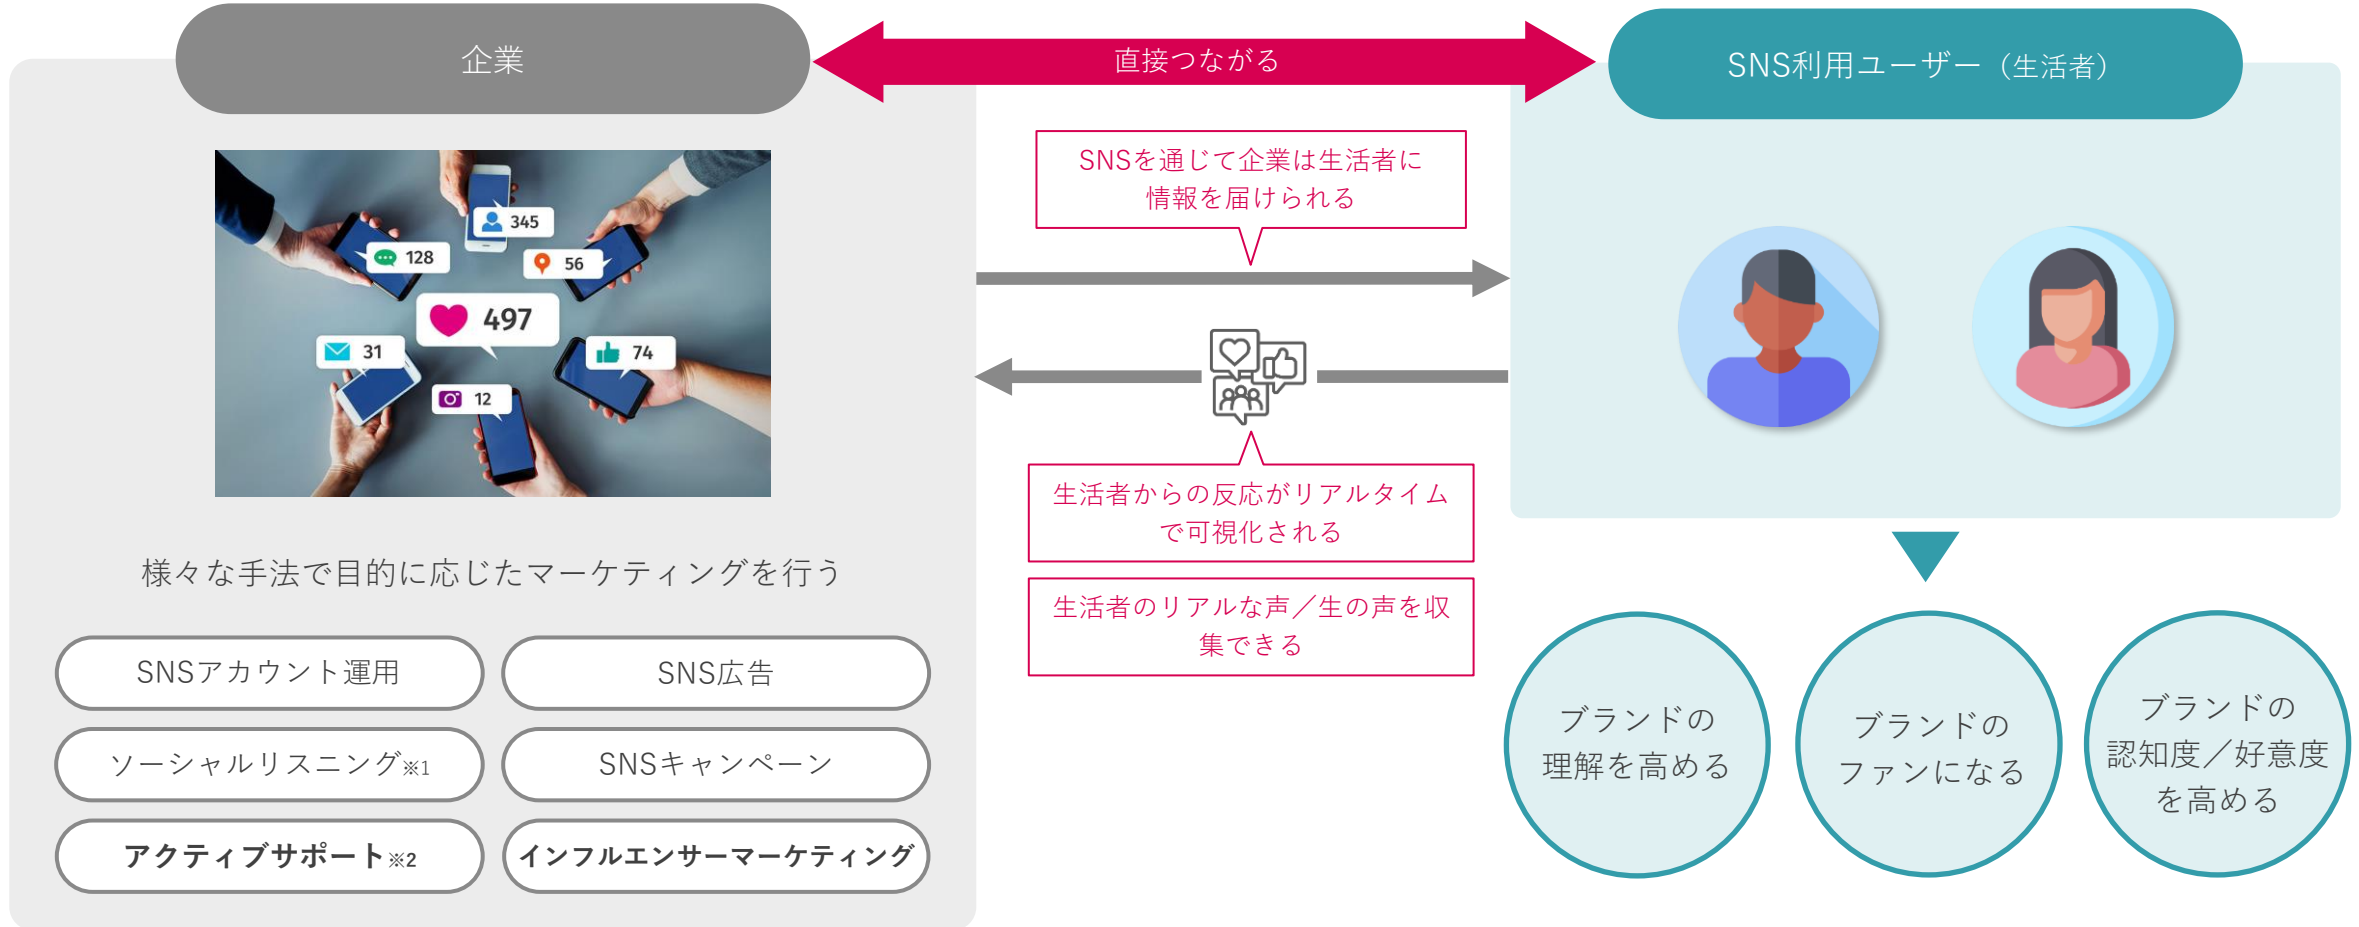 企業
直接つながる
SNS利用ユーザー（生活者）
345
128
56
497
31
74
12
SNSを通じて企業は生活者に
情報を届けられる
生活者からの反応がリアルタイム
で可視化される
生活者のリアルな声／生の声を収
集できる
様々な手法で目的に応じたマーケティングを行う
SNSアカウント運用
SNS広告
ソーシャルリスニング※1
SNSキャンペーン
アクティブサポート※2
インフルエンサーマーケティング
ブランドの
理解を高める
ブランドの
ファンになる
ブランドの
認知度／好意度
を高める